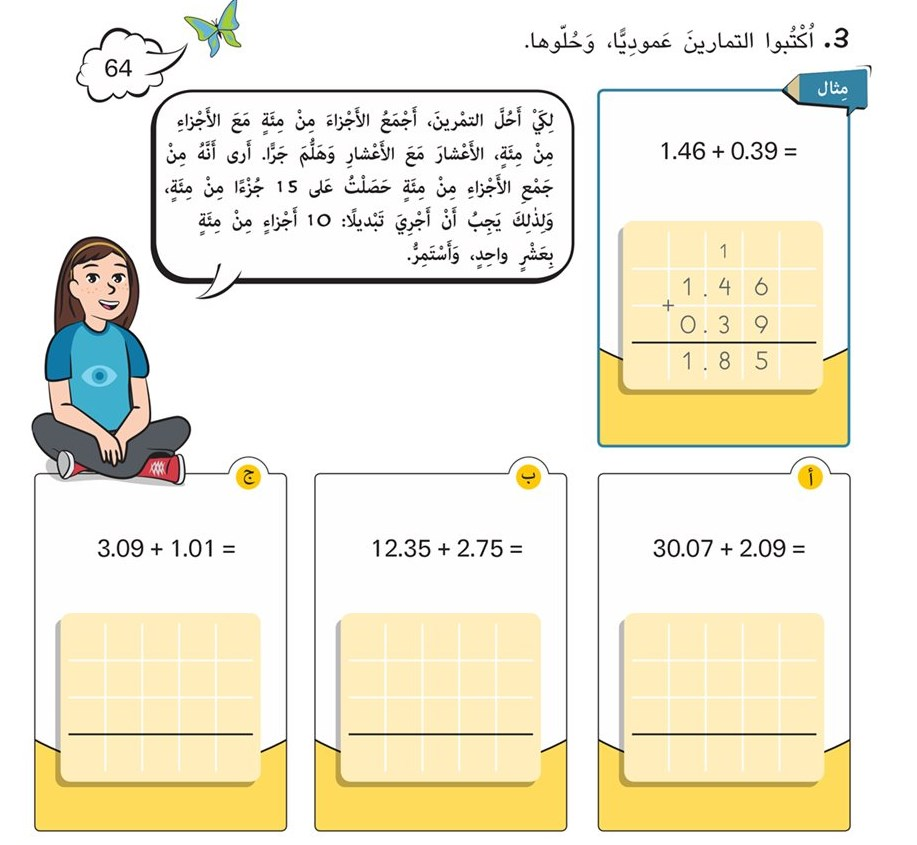 3. أُكْتُبوا التمارينَ عَمودِيًّا، وَحُلّوها.
64
مِثال
1.46 + 0.39 =
1
1.46
+
0.39
1.85
لِكَيْ أَحُلَّ التمْرينَ، أَجْمَعُ الأَجْزاءَ مِنْ مِئَةٍ مَعَ الأَجْزاءِ
مِنْ مِئَةٍ، الأَعْشارَ مَعَ الأَعْشارِ وَهَلُمَّ جَرًّا. أَرى أَنَّهُ مِنْ
جَمْعِ الأَجْزاءِ مِنْ مِئَةٍ حَصَلْتُ عَلى 15 جُزْءًا مِنْ مِئَةٍ،
وَلِذٰلِكَ يَجِبُ أَنْ أُجْرِيَ تَبْديلًا: 10 أَجْزاءٍ مِنْ مِئَةٍ
بِعَشْرٍ واحِدٍ، وَأَسْتَمِرُّ.
أ
30.07 + 2.09 =
ب
12.35 + 2.75 =
ج
3.09 + 1.01 =